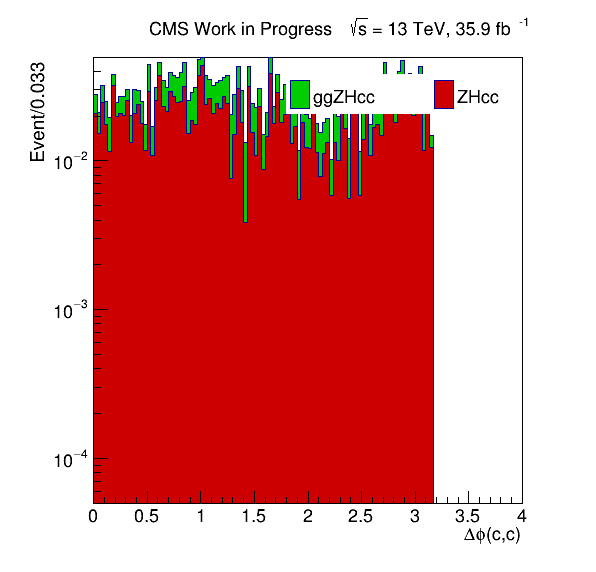 CMS Work in Progress √s = 13 TeV, 35.9 fb⁻¹
Event/0.033
ggZHcc ZHcc
10⁻²
10⁻³
10⁻⁴
0 0.5 1 1.5 2 2.5 3 3.5 4
Δϕ(c,c)